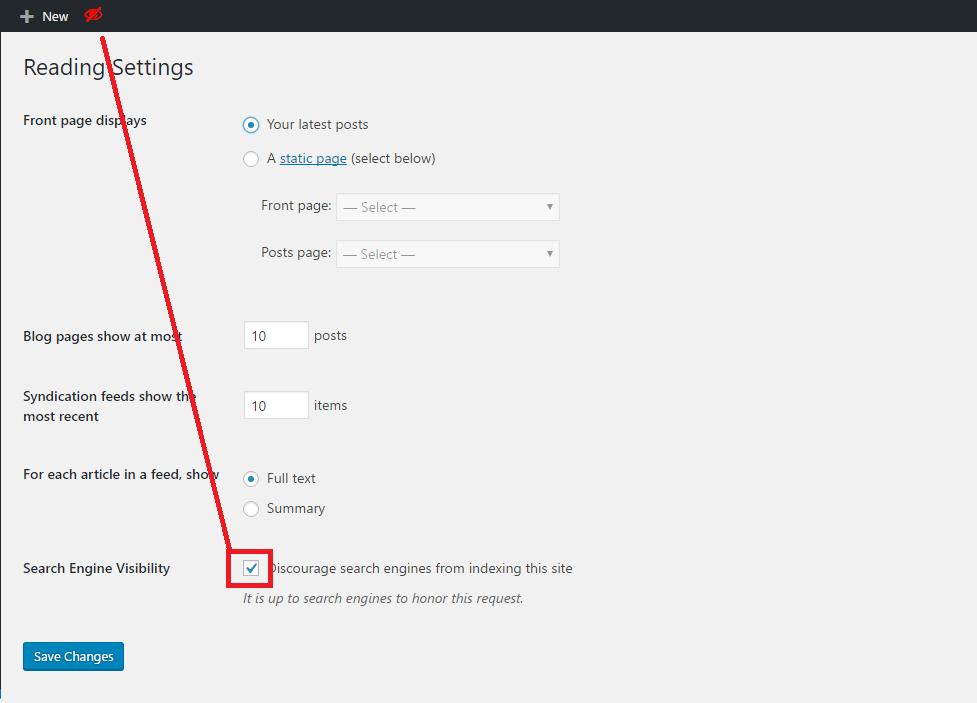 New
Reading Settings
Front page displays
Your latest posts
A static page (select below)
Front page: — Select —
Posts page: — Select —
Blog pages show at most 10 posts
Syndication feeds show the
most recent
10 items
For each article in a feed, show
Full text
Summary
Search Engine Visibility
Discourage search engines from indexing this site
It is up to search engines to honor this request.
Save Changes